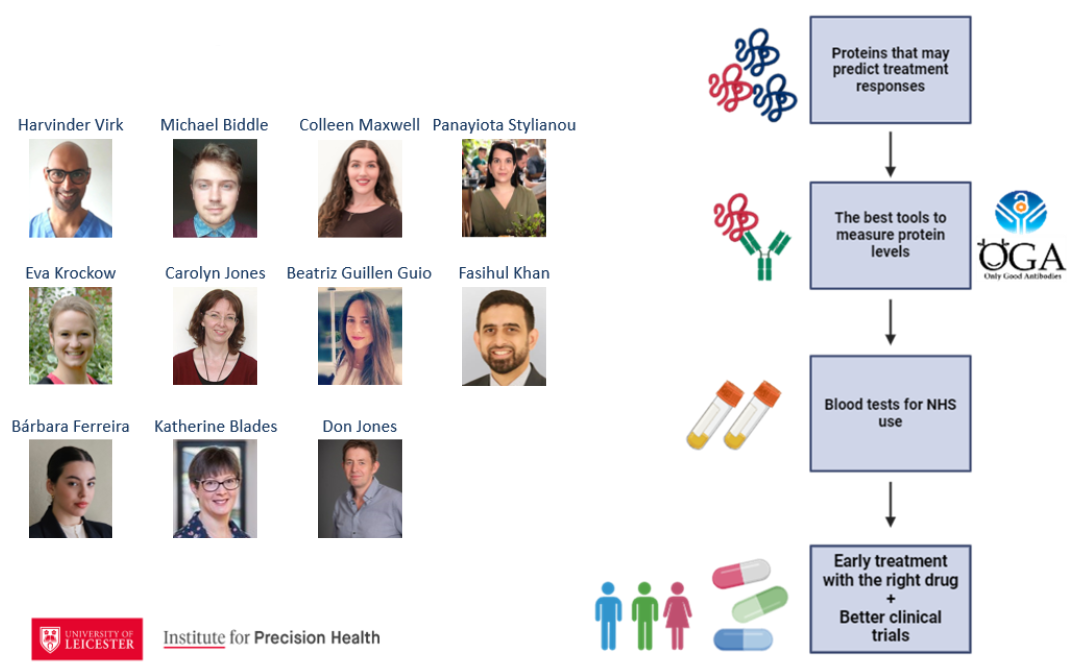 Harvinder Virk
Michael Biddle
Colleen Maxwell
Panayiota Stylianou
Eva Krockow
Carolyn Jones
Beatriz Guillen Guio
Fasihul Khan
Bárbara Ferreira
Katherine Blades
Don Jones
UNIVERSITY OF
LEICESTER
Institute for Precision Health
Proteins that may
predict treatment
responses
The best tools to
measure protein
levels
OGA
Only Good Antibodies
Blood tests for NHS
use
Early treatment
with the right drug
+
Better clinical
trials